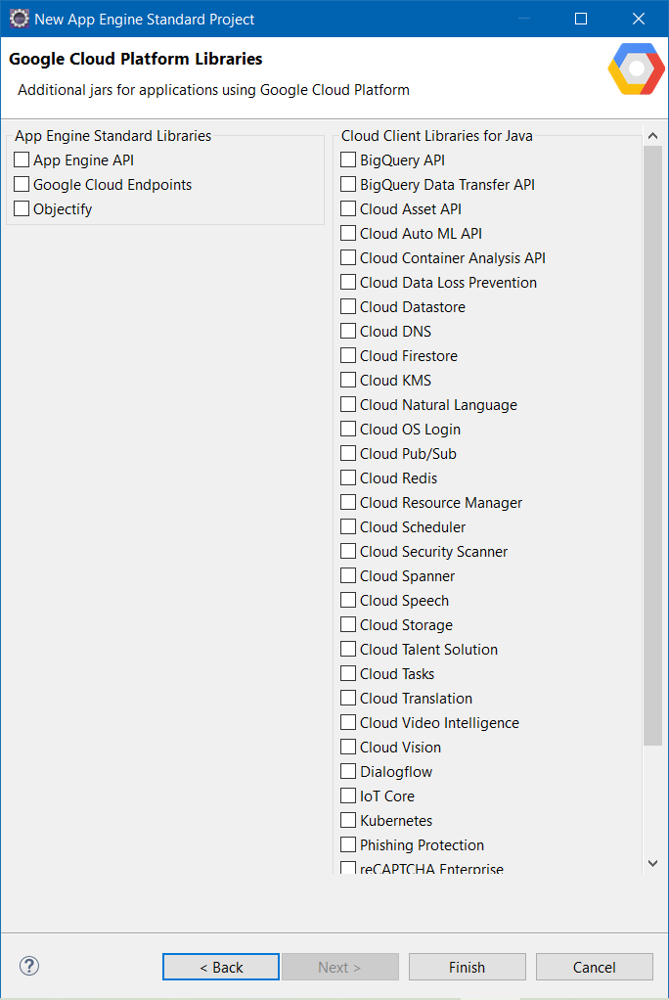 New App Engine Standard Project
Google Cloud Platform Libraries
Additional jars for applications using Google Cloud Platform
App Engine Standard Libraries
App Engine API
Google Cloud Endpoints
Objectify
Cloud Client Libraries for Java
BigQuery API
BigQuery Data Transfer API
Cloud Asset API
Cloud Auto ML API
Cloud Container Analysis API
Cloud Data Loss Prevention
Cloud Datastore
Cloud DNS
Cloud Firestore
Cloud KMS
Cloud Natural Language
Cloud OS Login
Cloud Pub/Sub
Cloud Redis
Cloud Resource Manager
Cloud Scheduler
Cloud Security Scanner
Cloud Spanner
Cloud Speech
Cloud Storage
Cloud Talent Solution
Cloud Tasks
Cloud Translation
Cloud Video Intelligence
Cloud Vision
Dialogflow
IoT Core
Kubernetes
Phishing Protection
reCAPTCHA Enterprise
? < Back Next > Finish Cancel